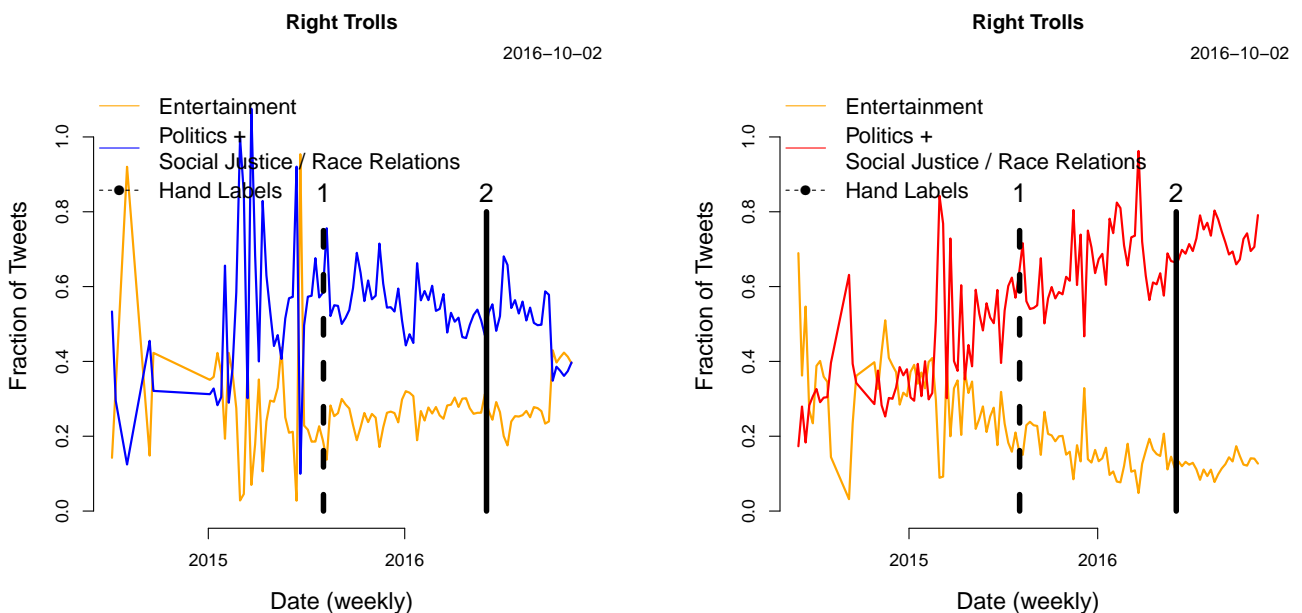 Right Trolls
2016-10-02
Entertainment
Politics +
Social Justice / Race Relations
Hand Labels
1
2
1.0
0.8
0.6
0.4
0.2
0.0
Fraction of Tweets
2015
2016
Date (weekly)
Right Trolls
2016-10-02
Entertainment
Politics +
Social Justice / Race Relations
Hand Labels
1
2
1.0
0.8
0.6
0.4
0.2
0.0
Fraction of Tweets
2015
2016
Date (weekly)